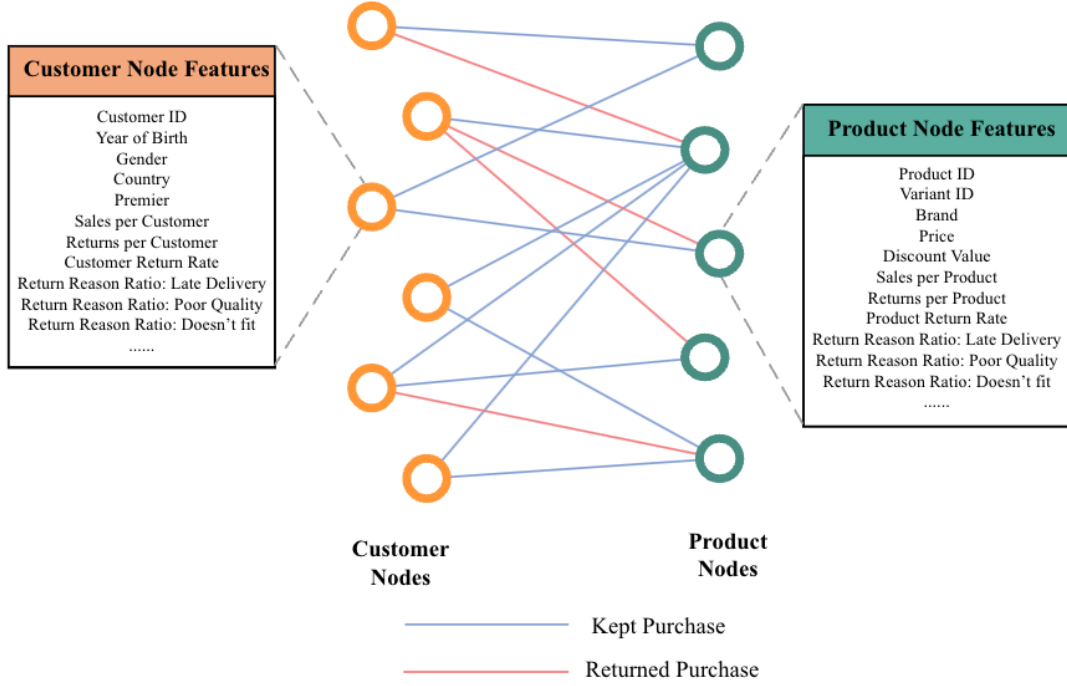 Customer Node Features
Customer ID
Year of Birth
Gender
Country
Premier
Sales per Customer
Returns per Customer
Customer Return Rate
Return Reason Ratio: Late Delivery
Return Reason Ratio: Poor Quality
Return Reason Ratio: Doesn't fit
......
Product Node Features
Product ID
Variant ID
Brand
Price
Discount Value
Sales per Product
Returns per Product
Product Return Rate
Return Reason Ratio: Late Delivery
Return Reason Ratio: Poor Quality
Return Reason Ratio: Doesn't fit
......
Customer
Nodes
Product
Nodes
Kept Purchase
Returned Purchase